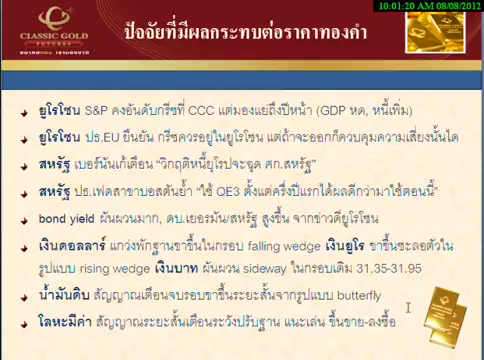 10:01:20 AM 08/08/2012
CLASSIC GOLD
FUTURES
ปัจจัยที่มีผลกระทบต่อราคาทองคำ
ยูโรโซน S&P คงอันดับกรีซที่ CCC แต่มองแย่ถึงปีหน้า (GDP หด, หนี้เพิ่ม)
ยูโรโซน ปธ.EU ยืนยัน กรีซควรอยู่ในยูโรโซน แต่ถ้าจะออกก็ควบคุมความเสี่ยงนั้นได
สหรัฐ เบอร์นันเก้เตือน "วิกฤติหนี้ยุโรปจะฉุด ศก.สหรัฐ"
สหรัฐ ปธ.เฟดสาขาบอสตันย้ำ "ใช้ QE3 ตั้งแต่ครึ่งปีแรกได้ผลดีกว่ามาใช้ตอนนี้"
bond yield ผันผวนมาก, ดบ.เยอรมัน/สหรัฐ สูงขึ้น จากข่าวดียูโรโซน
เงินดอลลาร์ แกว่งพักฐานขาขึ้นในกรอบ falling wedge เงินยูโร ขาขึ้นชะลอตัวใน
รูปแบบ rising wedge เงินบาท ผันผวน sideway ในกรอบเดิม 31.35-31.95
น้ำมันดิบ สัญญาณเตือนจบรอบขาขึ้นระยะสั้นจากรูปแบบ butterfly
โลหะมีค่า สัญญาณระยะสั้นเตือนระวังปรับฐาน แนะเล่น ขึ้นขาย-ลงซื้อ